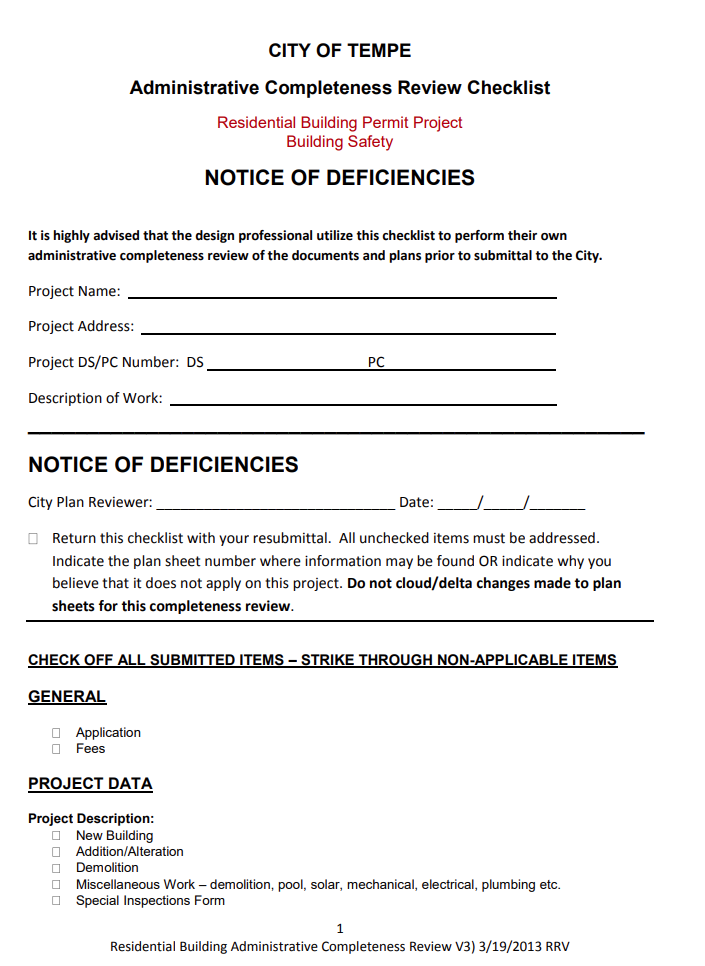 CITY OF TEMPE
Administrative Completeness Review Checklist
Residential Building Permit Project
Building Safety
NOTICE OF DEFICIENCIES
It is highly advised that the design professional utilize this checklist to perform their own
administrative completeness review of the documents and plans prior to submittal to the City.
Project Name: ______________________________
Project Address: ______________________________
Project DS/PC Number: DS ____________________ PC ____________________
Description of Work: ______________________________
NOTICE OF DEFICIENCIES
City Plan Reviewer: ______________________________ Date: _____/_____/_______
☐ Return this checklist with your resubmittal. All unchecked items must be addressed.
Indicate the plan sheet number where information may be found OR indicate why you
believe that it does not apply on this project. Do not cloud/delta changes made to plan
sheets for this completeness review.
CHECK OFF ALL SUBMITTED ITEMS – STRIKE THROUGH NON-APPLICABLE ITEMS
GENERAL
☐ Application
☐ Fees
PROJECT DATA
Project Description:
☐ New Building
☐ Addition/Alteration
☐ Demolition
☐ Miscellaneous Work – demolition, pool, solar, mechanical, electrical, plumbing etc.
☐ Special Inspections Form
1
Residential Building Administrative Completeness Review V3) 3/19/2013 RRV